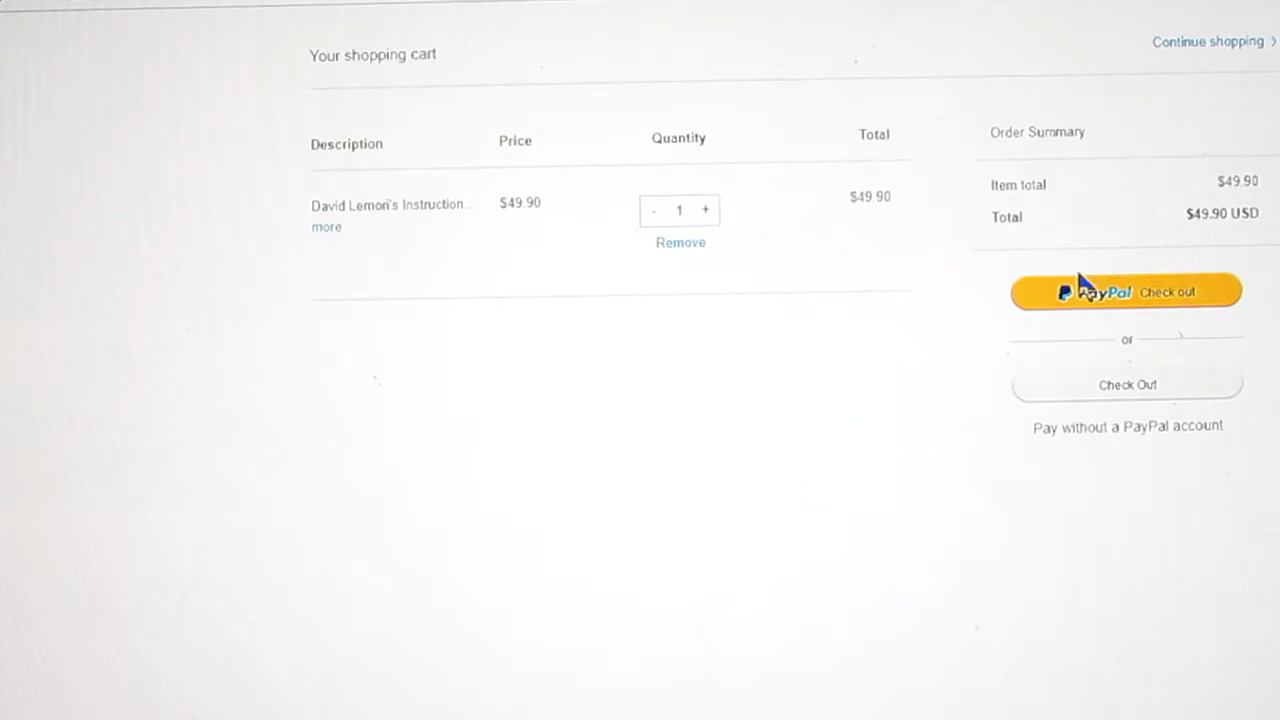 Continue shopping >
Your shopping cart
Description Price Quantity Total
David Lemon's Instruction... $49.90 - 1 + $49.90
more
Remove
Order Summary
Item total $49.90
Total $49.90 USD
PayPal Check out
or
Check Out
Pay without a PayPal account